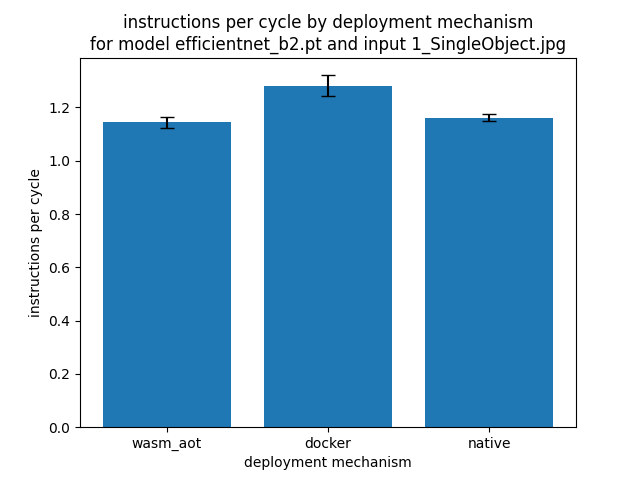 instructions per cycle by deployment mechanism
for model efficientnet_b2.pt and input 1_SingleObject.jpg
instructions per cycle
1.2
1.0
0.8
0.6
0.4
0.2
0.0
wasm_aot docker native
deployment mechanism